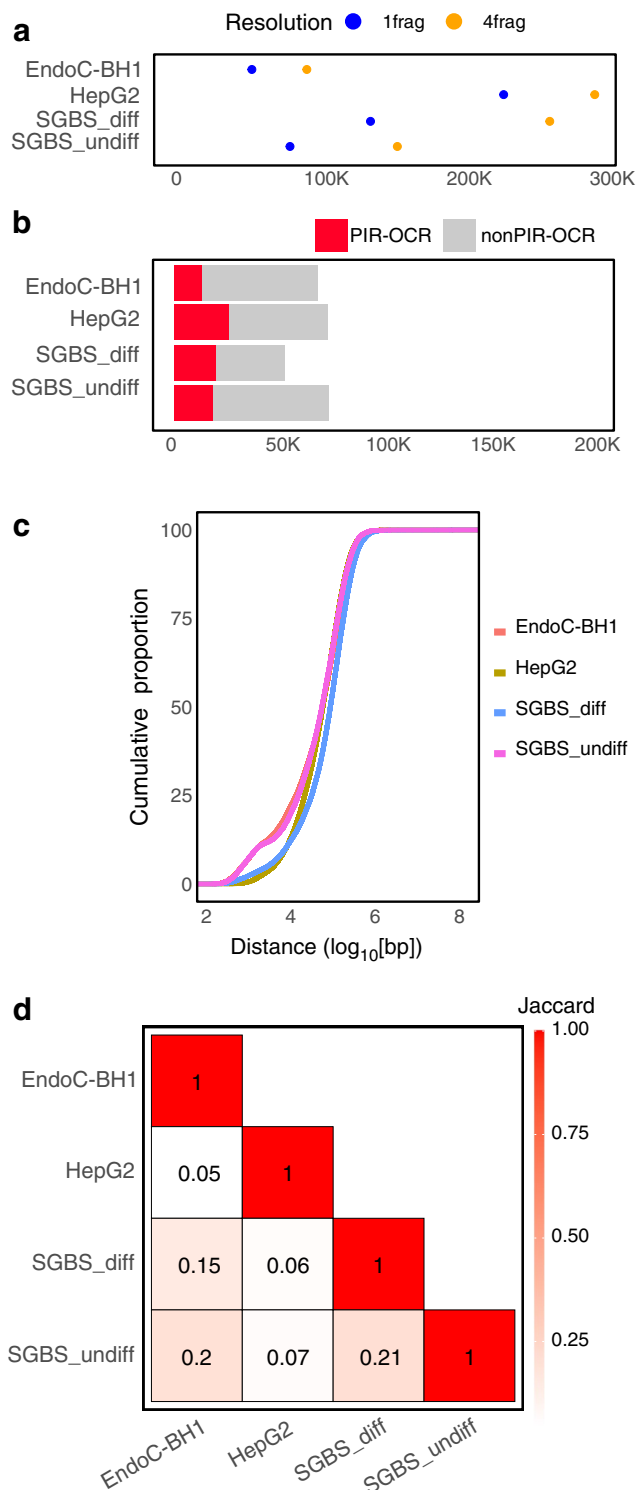 a
Resolution 1frag 4frag
EndoC-BH1
HepG2
SGBS_diff
SGBS_undiff
0 100K 200K 300K
b
PIR-OCR nonPIR-OCR
EndoC-BH1
HepG2
SGBS_diff
SGBS_undiff
0 50K 100K 150K 200K
c
Cumulative proportion
100
75
50
25
0
2 4 6 8
Distance (log10[bp])
EndoC-BH1
HepG2
SGBS_diff
SGBS_undiff
d
Jaccard
1.00
0.75
0.50
0.25
EndoC-BH1 1
HepG2 0.05 1
SGBS_diff 0.15 0.06 1
SGBS_undiff 0.2 0.07 0.21 1
EndoC-BH1 HepG2 SGBS_diff SGBS_undiff